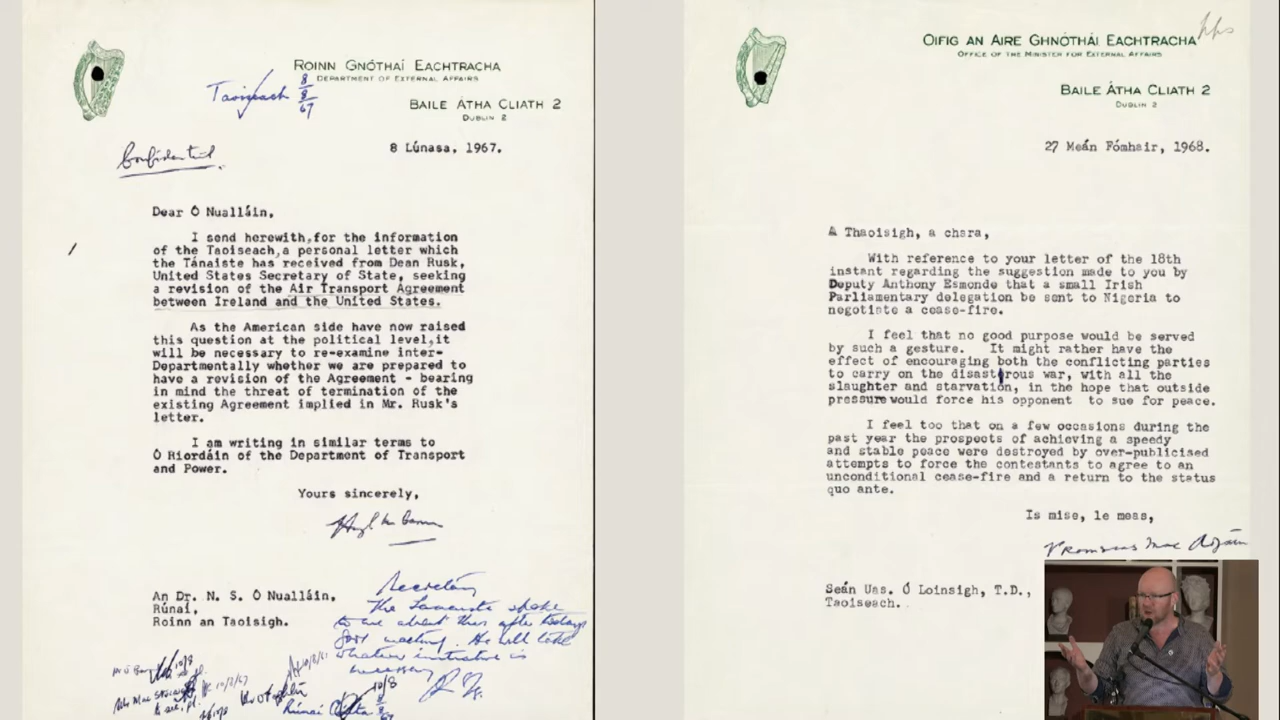 Roinn Gnóthaí Eachtracha
Department of External Affairs
Taoiseach 8/8/67
Baile Átha Cliath 2
Dublin 2
8 Lúnasa, 1967.
Confidential.
Dear Ó Nualláin,
I send herewith, for the information
of the Taoiseach, a personal letter which
the Tánaiste has received from Dean Rusk,
United States Secretary of State, seeking
a revision of the Air Transport Agreement
between Ireland and the United States.
As the American side have now raised
this question at the political level, it
will be necessary to re-examine inter-
Departmentally whether we are prepared to
have a revision of the Agreement - bearing
in mind the threat of termination of the
existing Agreement implied in Mr. Rusk's
letter.
I am writing in similar terms to
Ó Riordáin of the Department of Transport
and Power.
Yours sincerely,
An Dr. N. S. Ó Nualláin,
Rúnaí,
Roinn an Taoisigh.
Secretary
The Tánaiste spoke
to me about this after today's
Govt meeting. He will take
whatever initiative is
necessary
10/8
Oifig an Aire Ghnóthaí Eachtracha
Office of the Minister for External Affairs
Baile Átha Cliath 2
Dublin 2
27 Meán Fómhair, 1968.
A Thaoisigh, a chara,
With reference to your letter of the 18th
instant regarding the suggestion made to you by
Deputy Anthony Esmonde that a small Irish
Parliamentary delegation be sent to Nigeria to
negotiate a cease-fire.
I feel that no good purpose would be served
by such a gesture. It might rather have the
effect of encouraging both the conflicting parties
to carry on the disastrous war, with all the
slaughter and starvation, in the hope that outside
pressure would force his opponent to sue for peace.
I feel too that on a few occasions during the
past year the prospects of achieving a speedy
and stable peace were destroyed by over-publicised
attempts to force the contestants to agree to an
unconditional cease-fire and a return to the status
quo ante.
Is mise, le meas,
Proinsias Mac Aogáin
Seán Uas. Ó Loinsigh, T.D.,
Taoiseach.